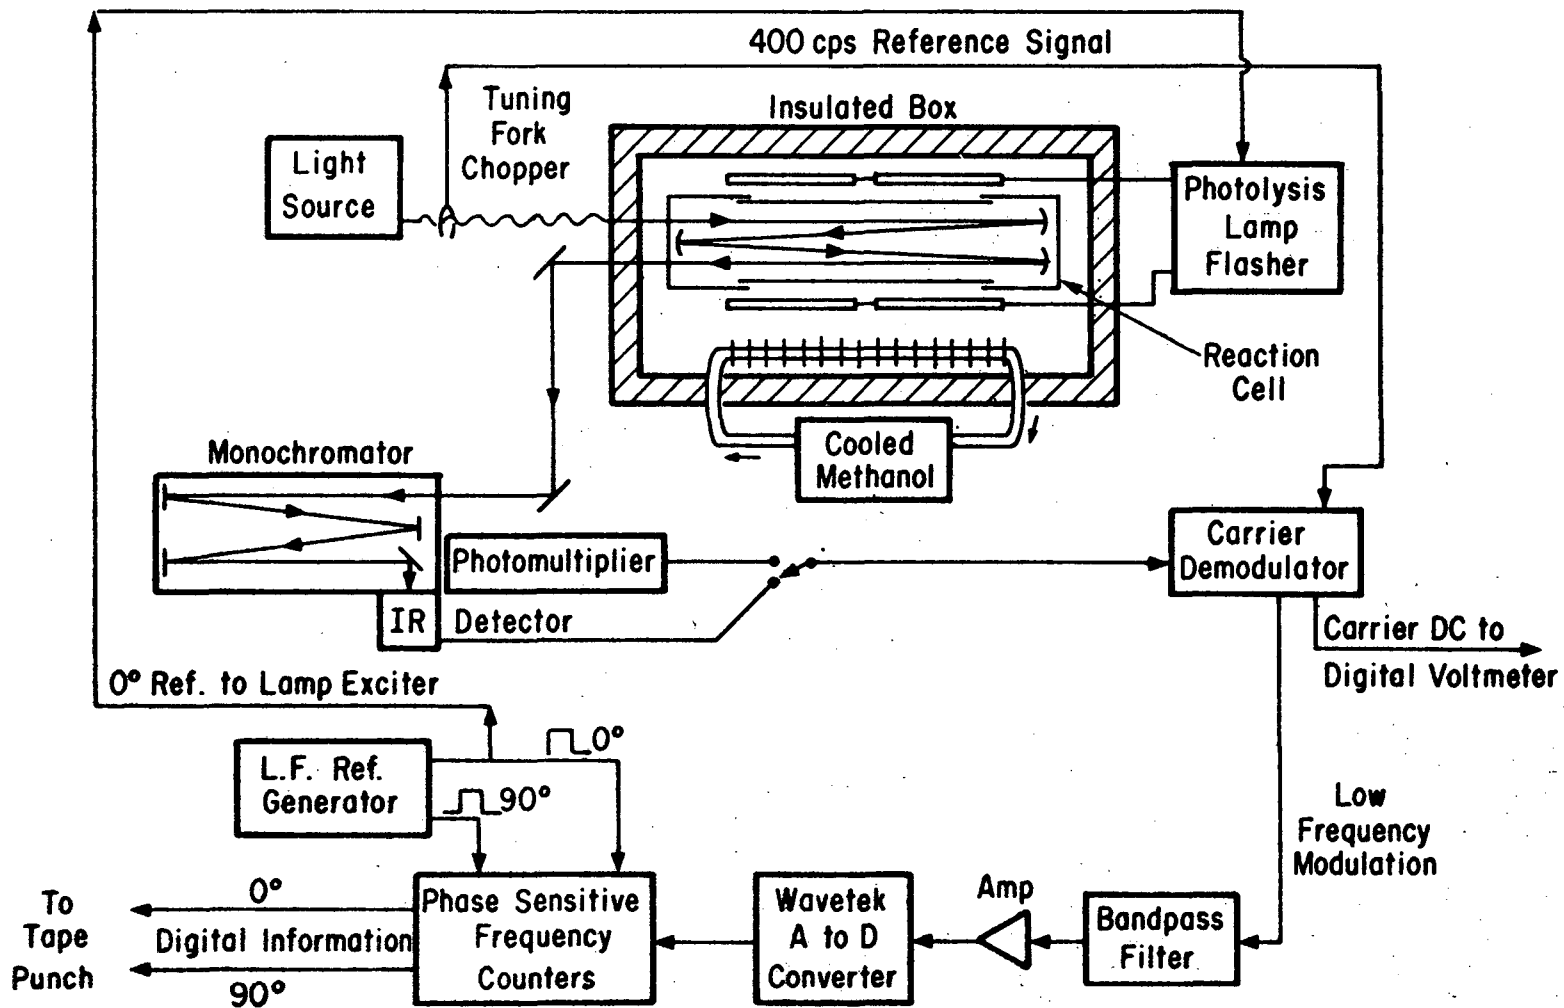 400 cps Reference Signal
Tuning
Fork
Chopper
Insulated Box
Light
Source
Photolysis
Lamp
Flasher
Reaction
Cell
Cooled
Methanol
Monochromator
Photomultiplier
IR Detector
Carrier
Demodulator
Carrier DC to
Digital Voltmeter
0° Ref. to Lamp Exciter
L.F. Ref.
Generator
0°
90°
Low
Frequency
Modulation
To
Tape
Punch
0°
Digital Information
90°
Phase Sensitive
Frequency
Counters
Wavetek
A to D
Converter
Amp
Bandpass
Filter